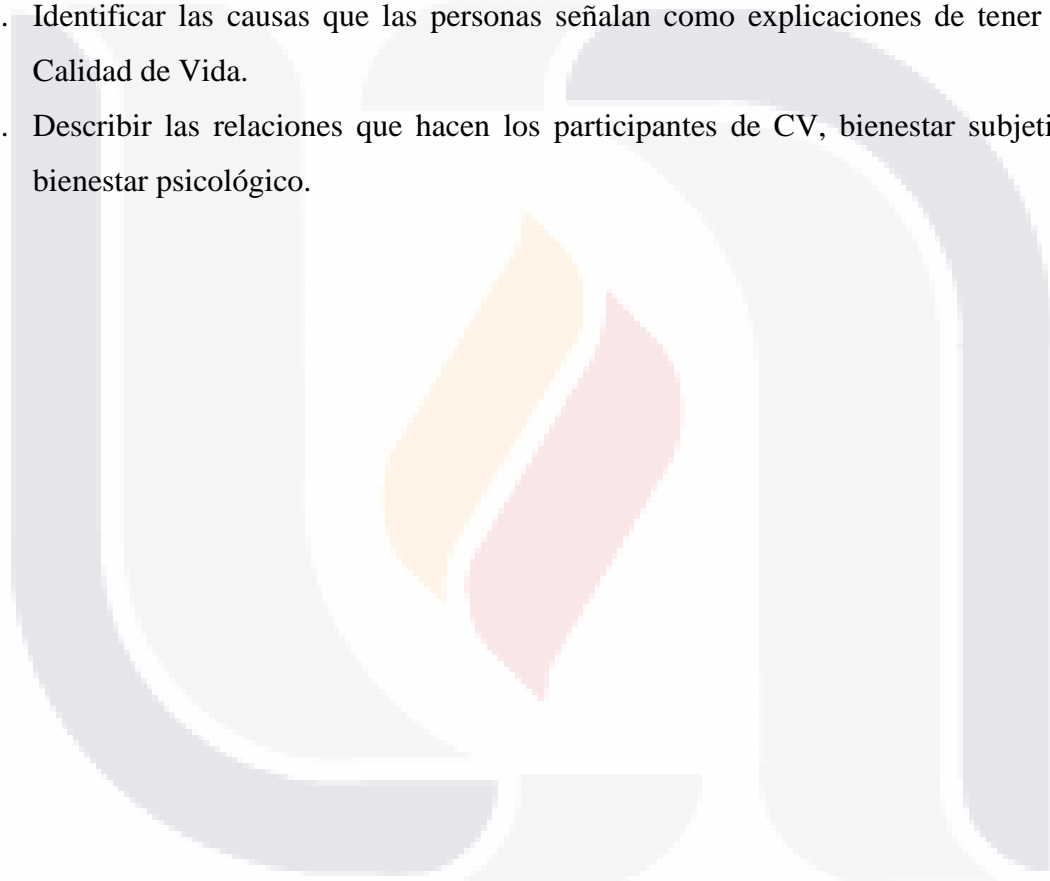 . Identificar las causas que las personas señalan como explicaciones de tener
Calidad de Vida.
. Describir las relaciones que hacen los participantes de CV, bienestar subjeti
bienestar psicológico.